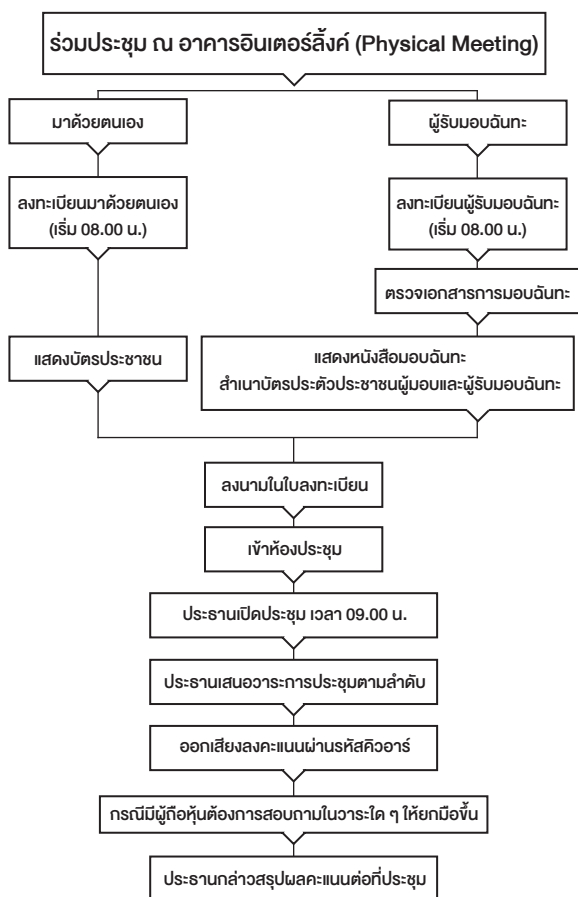 ร่วมประชุม ณ อาคารอินเตอร์ลิ้งค์ (Physical Meeting)
มาด้วยตนเอง
ผู้รับมอบฉันทะ
ลงทะเบียนมาด้วยตนเอง
(เริ่ม 08.00 น.)
ลงทะเบียนผู้รับมอบฉันทะ
(เริ่ม 08.00 น.)
ตรวจเอกสารการมอบฉันทะ
แสดงบัตรประชาชน
แสดงหนังสือมอบฉันทะ
สำเนาบัตรประตัวประชาชนผู้มอบและผู้รับมอบฉันทะ
ลงนามในใบลงทะเบียน
เข้าห้องประชุม
ประธานเปิดประชุม เวลา 09.00 น.
ประธานเสนอวาระการประชุมตามลำดับ
ออกเสียงลงคะแนนผ่านรหัสคิวอาร์
กรณีมีผู้ถือหุ้นต้องการสอบถามในวาระใด ๆ ให้ยกมือขึ้น
ประธานกล่าวสรุปผลคะแนนต่อที่ประชุม